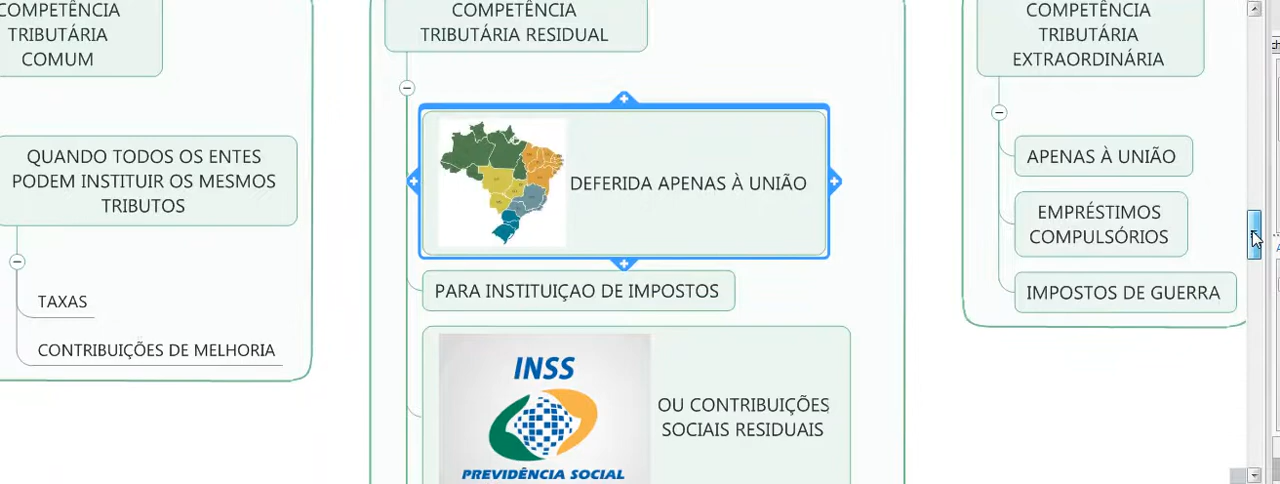 COMPETÊNCIA
TRIBUTÁRIA
COMUM
QUANDO TODOS OS ENTES
PODEM INSTITUIR OS MESMOS
TRIBUTOS
TAXAS
CONTRIBUIÇÕES DE MELHORIA
COMPETÊNCIA
TRIBUTÁRIA RESIDUAL
DEFERIDA APENAS À UNIÃO
PARA INSTITUIÇAO DE IMPOSTOS
INSS
PREVIDÊNCIA SOCIAL
OU CONTRIBUIÇÕES
SOCIAIS RESIDUAIS
COMPETÊNCIA
TRIBUTÁRIA
EXTRAORDINÁRIA
APENAS À UNIÃO
EMPRÉSTIMOS
COMPULSÓRIOS
IMPOSTOS DE GUERRA